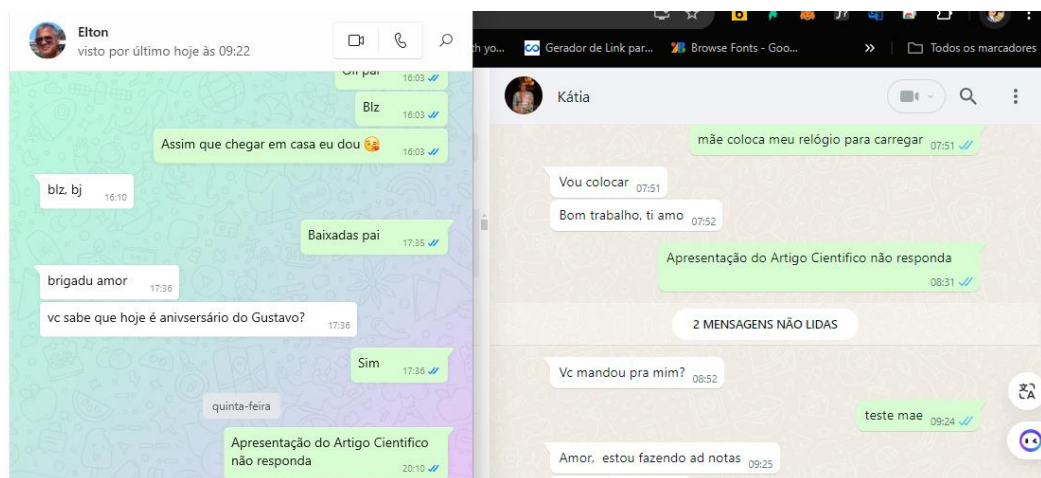 Elton
visto por último hoje às 09:22
pai
16:03
Blz
16:03
Assim que chegar em casa eu dou 😘
16:03
blz, bj
16:10
Baixadas pai
17:35
brigadu amor
17:36
vc sabe que hoje é anivsersário do Gustavo?
17:36
Sim
17:36
quinta-feira
Apresentação do Artigo Cientifico
não responda
20:10
Gerador de Link par...
Browse Fonts - Goo...
»
Todos os marcadores
Kátia
mãe coloca meu relógio para carregar
07:51
Vou colocar
07:51
Bom trabalho, ti amo
07:52
Apresentação do Artigo Cientifico não responda
08:31
2 MENSAGENS NÃO LIDAS
Vc mandou pra mim?
08:52
teste mae
09:24
Amor, estou fazendo ad notas
09:25